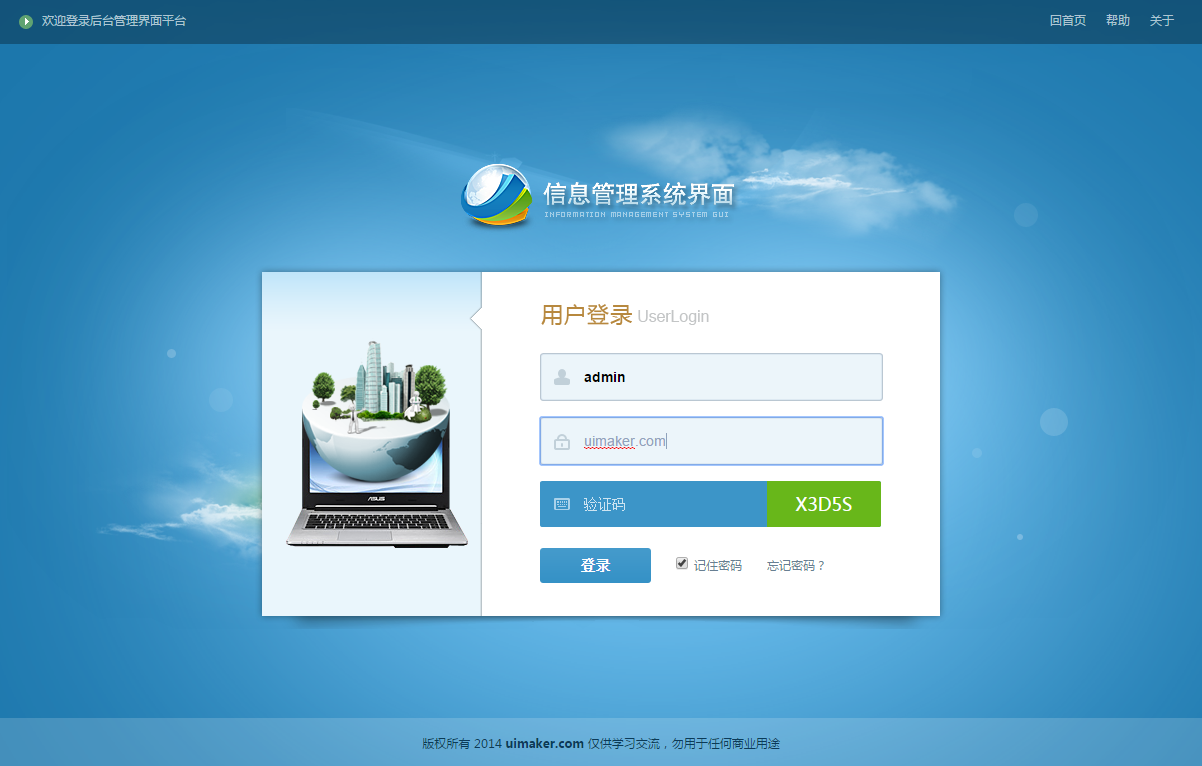 欢迎登录后台管理界面平台
回首页 帮助 关于
信息管理系统界面
INFORMATION MANAGEMENT SYSTEM GUI
用户登录 UserLogin
admin
uimaker.com
验证码 X3D5S
ASUS
登录 记住密码 忘记密码？
版权所有 2014 uimaker.com 仅供学习交流，勿用于任何商业用途